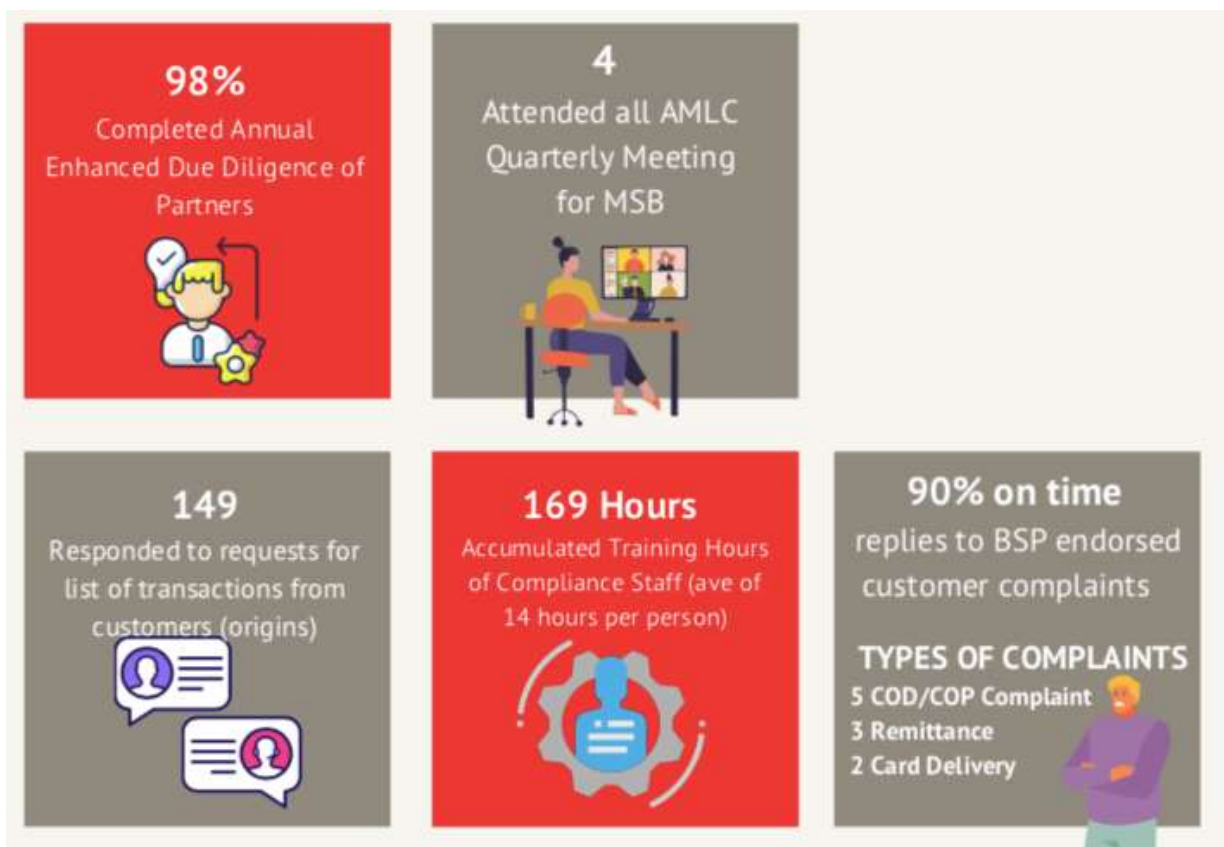 98%
Completed Annual
Enhanced Due Diligence of
Partners
4
Attended all AMLC
Quarterly Meeting
for MSB
149
Responded to requests for
list of transactions from
customers (origins)
169 Hours
Accumulated Training Hours
of Compliance Staff (ave of
14 hours per person)
90% on time
replies to BSP endorsed
customer complaints
TYPES OF COMPLAINTS
5 COD/COP Complaint
3 Remittance
2 Card Delivery